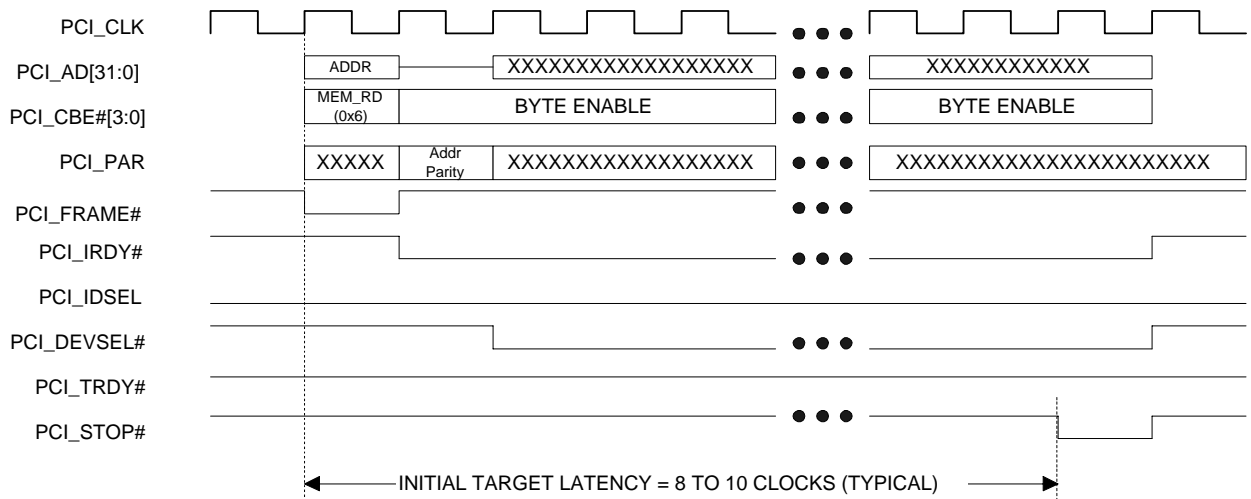 PCI_CLK
PCI_AD[31:0]
ADDR
XXXXXXXXXXXXXXXXXX
XXXXXXXXXXXX
PCI_CBE#[3:0]
MEM_RD
(0x6)
BYTE ENABLE
BYTE ENABLE
PCI_PAR
XXXXX
Addr
Parity
XXXXXXXXXXXXXXXXXX
XXXXXXXXXXXXXXXXXXXXXXX
PCI_FRAME#
PCI_IRDY#
PCI_IDSEL
PCI_DEVSEL#
PCI_TRDY#
PCI_STOP#
INITIAL TARGET LATENCY = 8 TO 10 CLOCKS (TYPICAL)